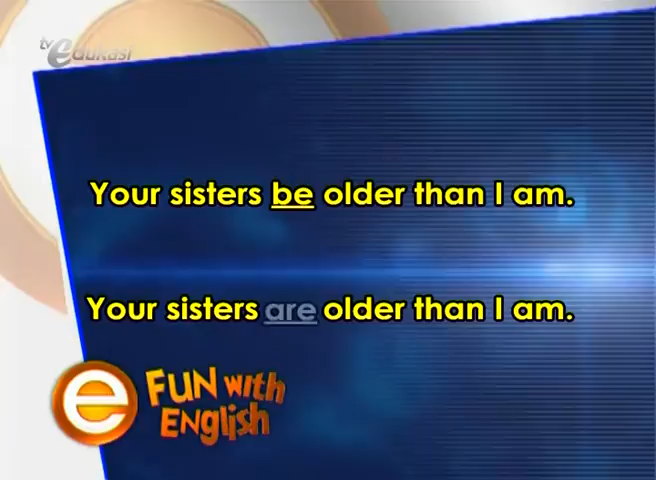 tv edukasi
Your sisters be older than I am.
Your sisters are older than I am.
e FUN with
ENglish